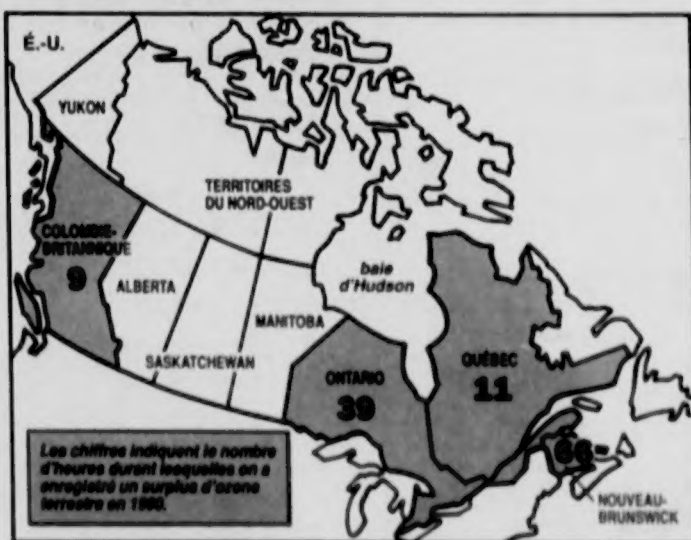 É.-U.
YUKON
TERRITOIRES
DU NORD-OUEST
COLOMBIE-
BRITANNIQUE
9
ALBERTA
baie
d'Hudson
MANITOBA
SASKATCHEWAN
QUÉBEC
11
ONTARIO
39
66
Les chiffres indiquent le nombre
d'heures durant lesquelles on a
enregistré un surplus d'ozone
terrestre en
NOUVEAU-
BRUNSWICK